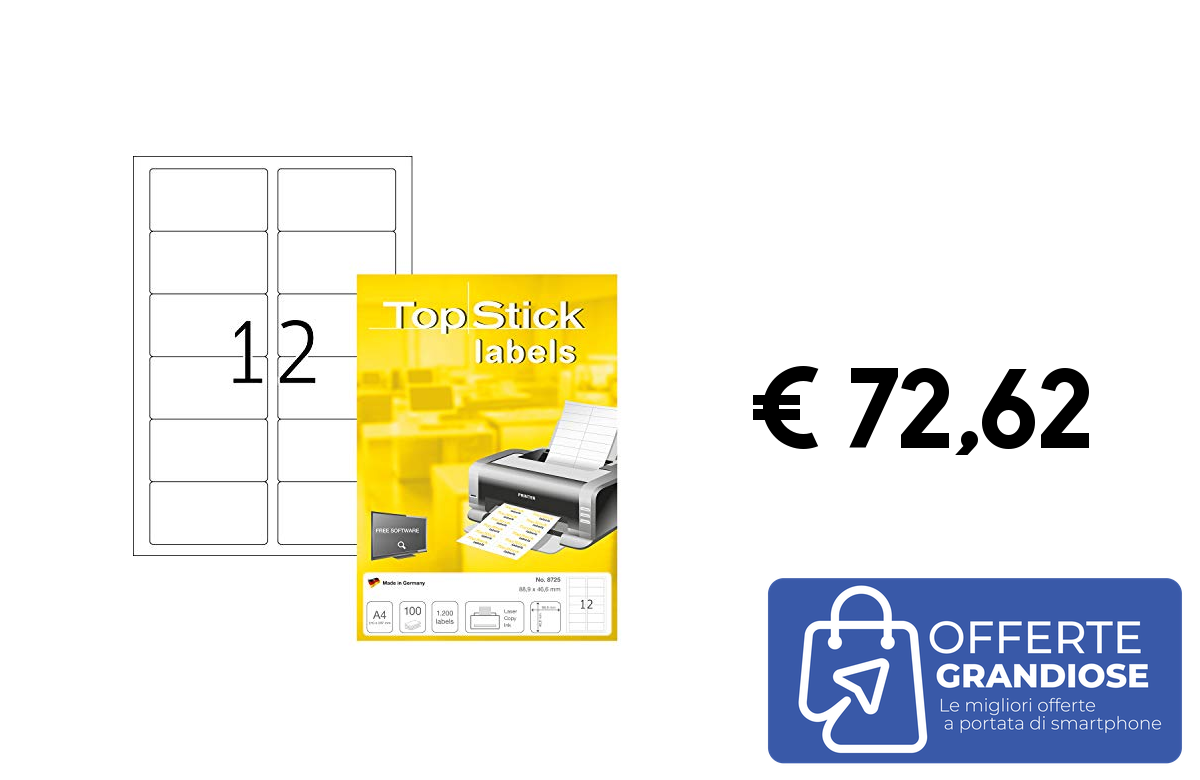 12
TopStick
labels
FREE SOFTWARE
Made in Germany
No. 8725
88,9 x 46,6 mm
A4
100
1.200
labels
Laser
Copy
Ink
12
€ 72,62
OFFERTE
GRANDIOSE
Le migliori offerte
a portata di smartphone